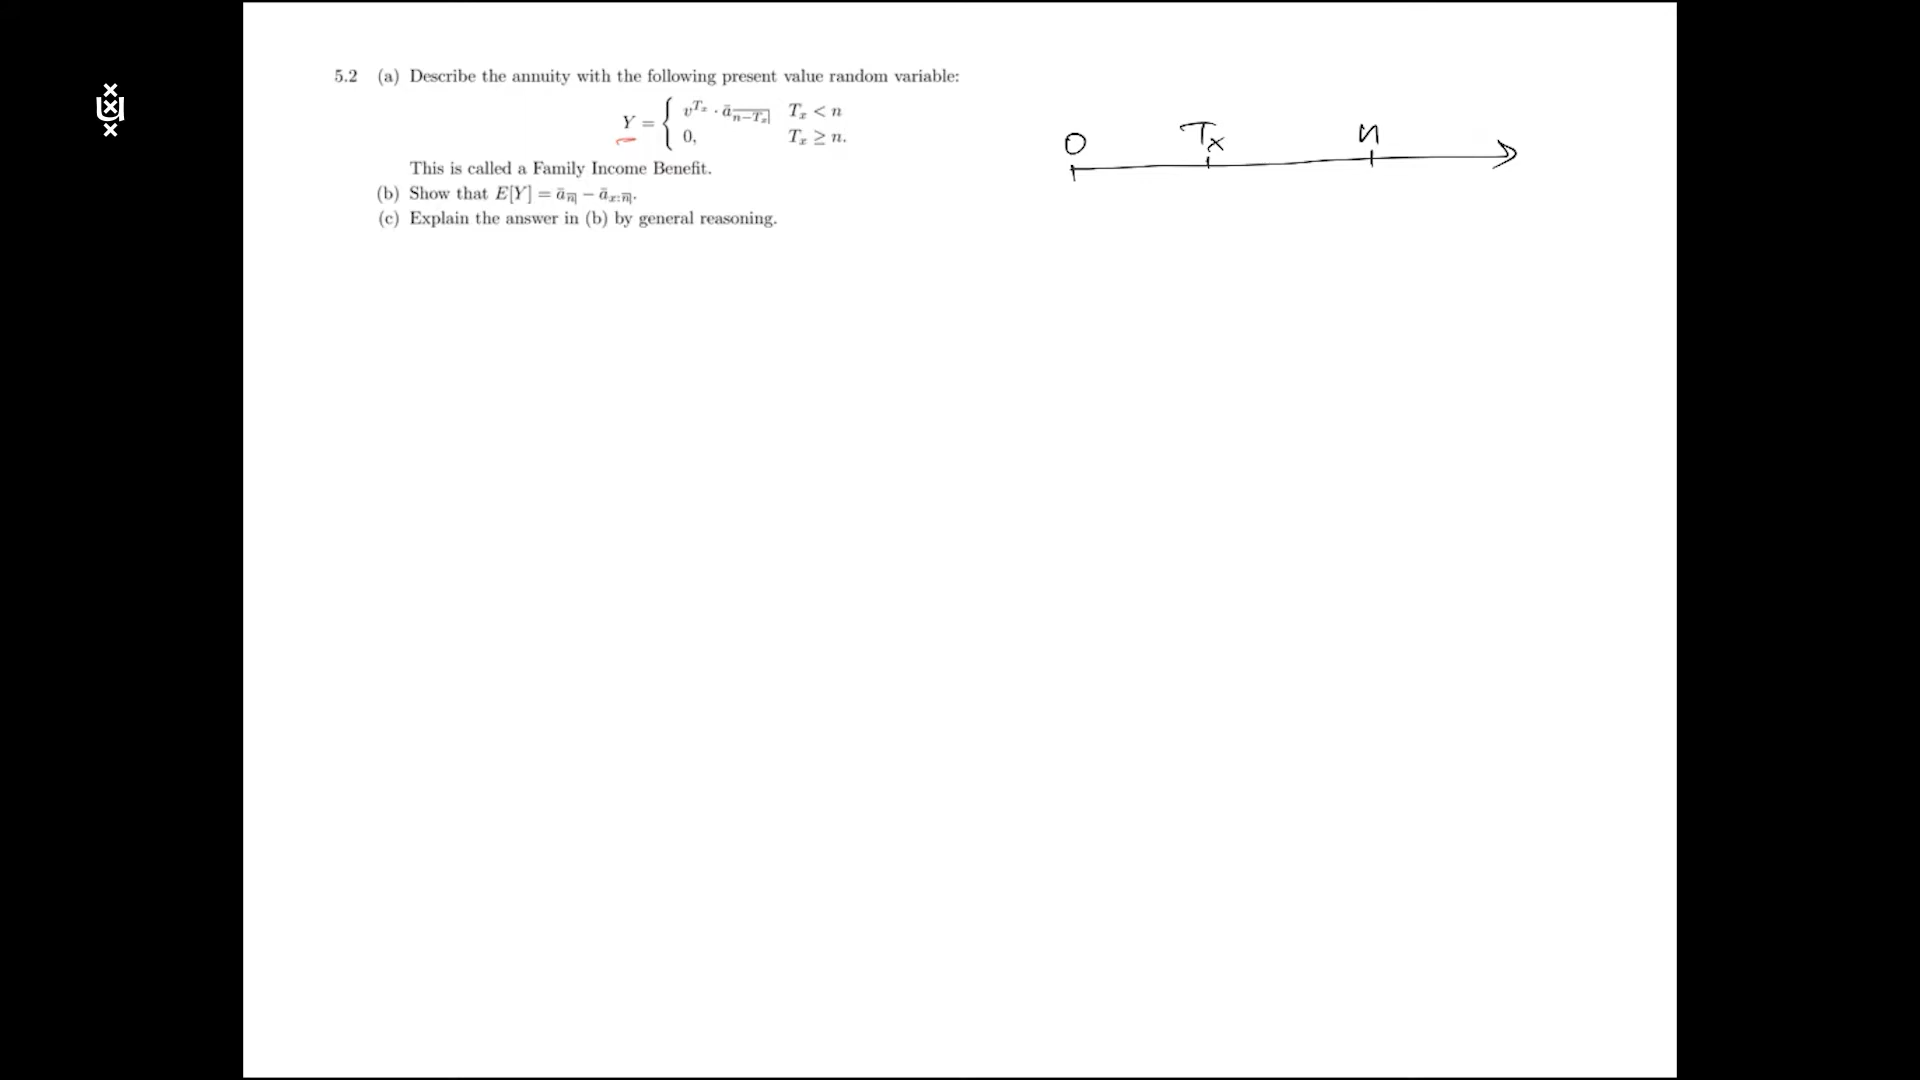 5.2 (a) Describe the annuity with the following present value random variable:
Y = { v^{T_x} · ā_{\overline{n−T_x}|} T_x < n
0, T_x ≥ n.
This is called a Family Income Benefit.
(b) Show that E[Y] = ā_{\overline{n}|} − ā_{x:\overline{n}|}.
(c) Explain the answer in (b) by general reasoning.
0 T_x n